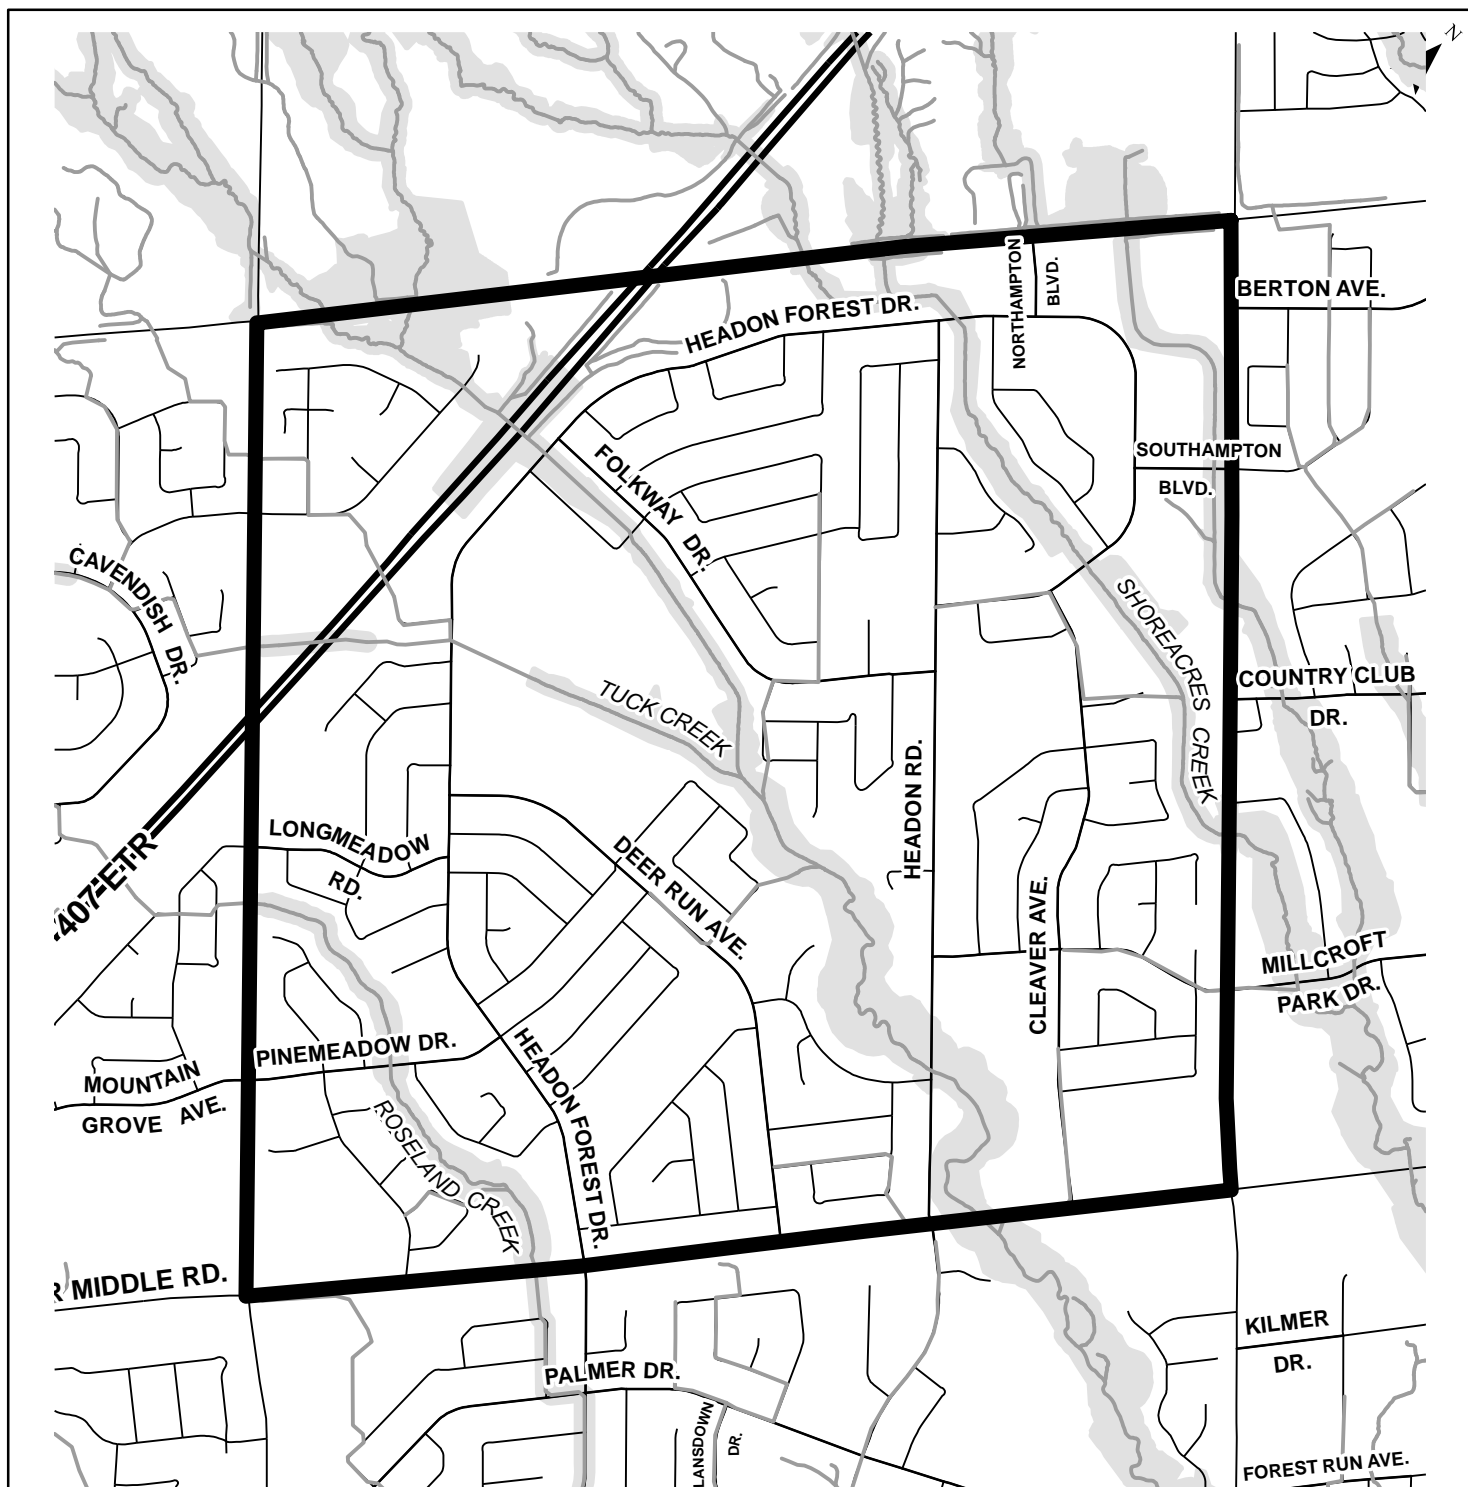 N
NORTHAMPTON
BLVD.
BERTON AVE.
HEADON FOREST DR.
SOUTHAMPTON
BLVD.
FOLKWAY DR.
CAVENDISH DR.
SHOREACRES CREEK
COUNTRY CLUB
DR.
TUCK CREEK
HEADON RD.
LONGMEADOW
RD.
DEER RUN AVE.
407-ETR
CLEAVER AVE.
MILLCROFT
PARK DR.
PINEMEADOW DR.
MOUNTAIN
GROVE AVE.
HEADON FOREST DR.
ROSELAND CREEK
R MIDDLE RD.
KILMER
DR.
PALMER DR.
LANSDOWN
DR.
FOREST RUN AVE.